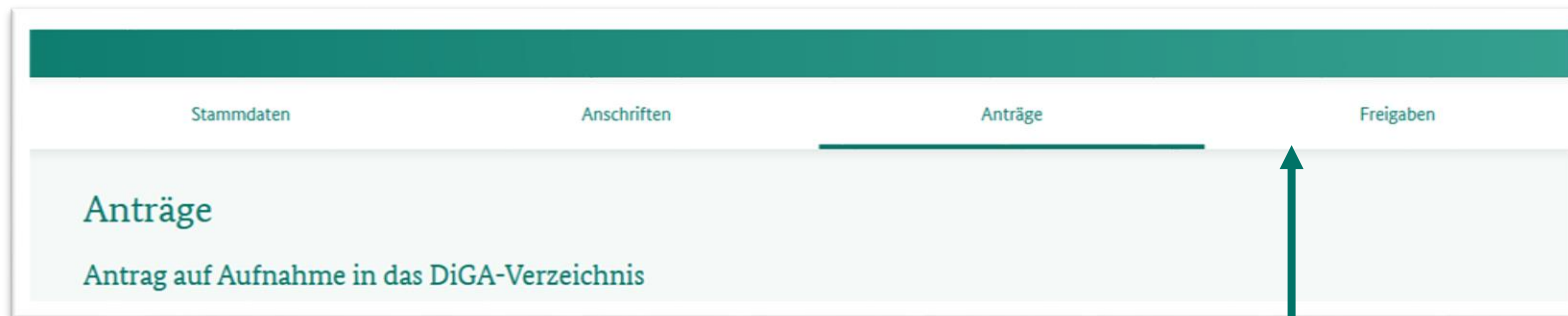 Stammdaten Anschriften Anträge Freigaben
Anträge
Antrag auf Aufnahme in das DiGA-Verzeichnis